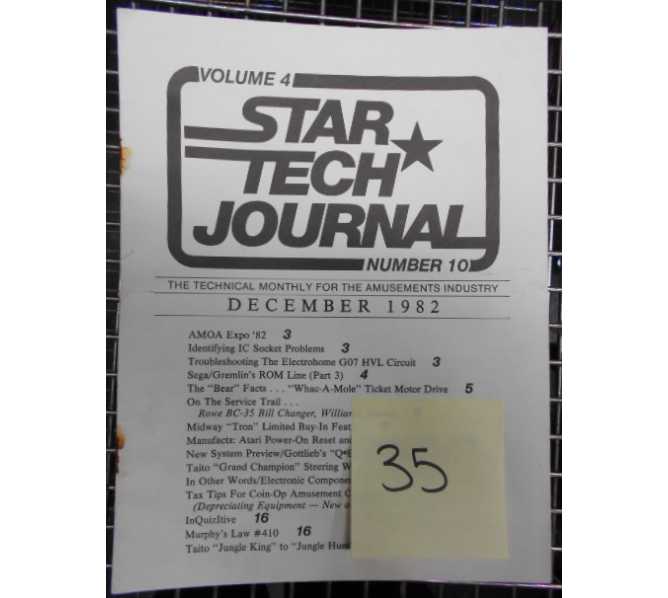 VOLUME 4
STAR
TECH
JOURNAL
NUMBER 10
THE TECHNICAL MONTHLY FOR THE AMUSEMENTS INDUSTRY
DECEMBER 1982
AMOA Expo '82 3
Identifying IC Socket Problems 3
Troubleshooting The Electrohome G07 HVL Circuit 3
Sega/Gremlin's ROM Line (Part 3) 4
The "Bear" Facts . . . "Whac-A-Mole" Ticket Motor Drive 5
On The Service Trail . . .
Rowe BC-35 Bill Changer,
Midway "Tron" Limited Buy-In
Manufacts: Atari Power-On Reset
New System Preview/Gottlieb's
Taito "Grand Champion" Steering
In Other Words/Electronic
Tax Tips For Coin-Op Amusement
(Depreciating Equipment — New
InQuizItive 16
Murphy's Law #410 16
Taito "Jungle King" to "Jungle
35